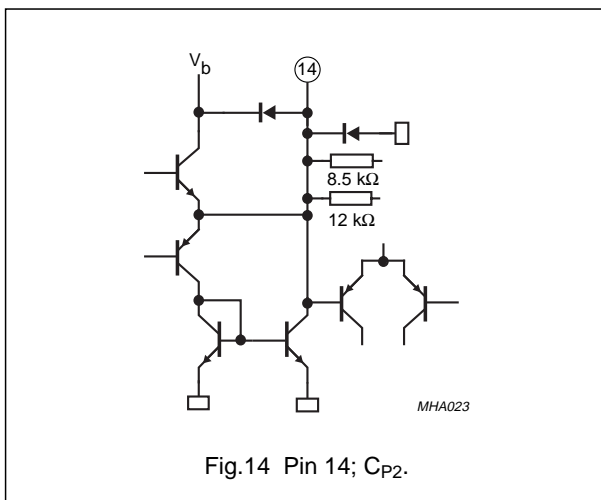 V_b
14
8.5 kΩ
12 kΩ
MHA023
Fig.14 Pin 14; C_P2.